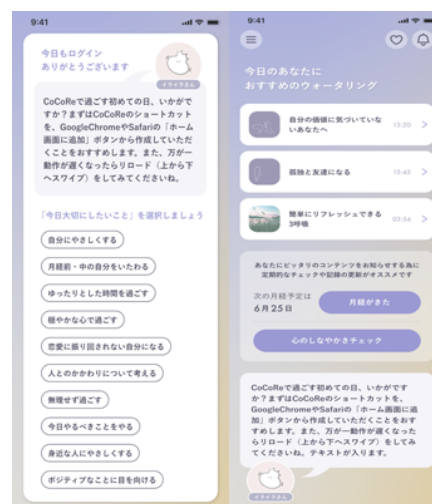 9:41
今日もログイン
ありがとうございます
イライラさん
CoCoReで過ごす初めての日、いかがで
すか？まずはCoCoReのショートカット
を、GoogleChromeやSafariの「ホーム
画面に追加」ボタンから作成していただ
くことをおすすめします。また、万が一
動作が遅くなったらリロード（上から下
へスワイプ）をしてみてくださいね。
「今日大切にしたいこと」を選択しましょう
自分にやさしくする
月経前・中の自分をいたわる
ゆったりとした時間を過ごす
穏やかな心で過ごす
恋愛に振り回されない自分になる
人とのかかわりについて考える
無理せず過ごす
今日やるべきことをやる
身近な人にやさしくする
ポジティブなことに目を向ける
9:41
今日のあなたに
おすすめのウォータリング
自分の価値に気づいていな
いあなたへ
13:20
孤独と友達になる
簡単にリフレッシュできる
3呼吸
03:54
あなたにピッタリのコンテンツをお知らせする為に
定期的なチェックや記録の更新がオススメです
次の月経予定は
6月25日
月経がきた
心のしなやかさチェック
CoCoReで過ごす初めての日、いかがです
か？まずはCoCoReのショートカットを、
GoogleChromeやSafariの「ホーム画面に追
加」ボタンから作成していただくことをおす
すめします。また、万が一動作が遅くなった
らリロード（上から下へスワイプ）をしてみ
てくださいね。テキストが入ります。
イライラさん